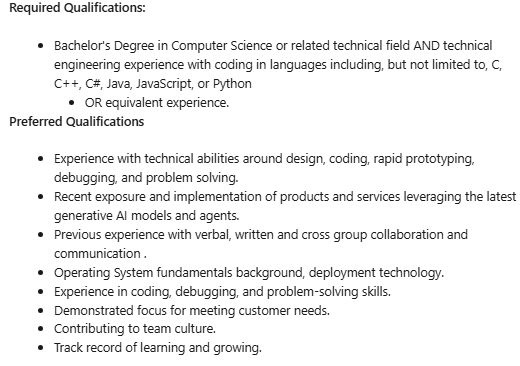 Required Qualifications:
• Bachelor's Degree in Computer Science or related technical field AND technical
engineering experience with coding in languages including, but not limited to, C,
C++, C#, Java, JavaScript, or Python
• OR equivalent experience.
Preferred Qualifications
• Experience with technical abilities around design, coding, rapid prototyping,
debugging, and problem solving.
• Recent exposure and implementation of products and services leveraging the latest
generative AI models and agents.
• Previous experience with verbal, written and cross group collaboration and
communication .
• Operating System fundamentals background, deployment technology.
• Experience in coding, debugging, and problem-solving skills.
• Demonstrated focus for meeting customer needs.
• Contributing to team culture.
• Track record of learning and growing.